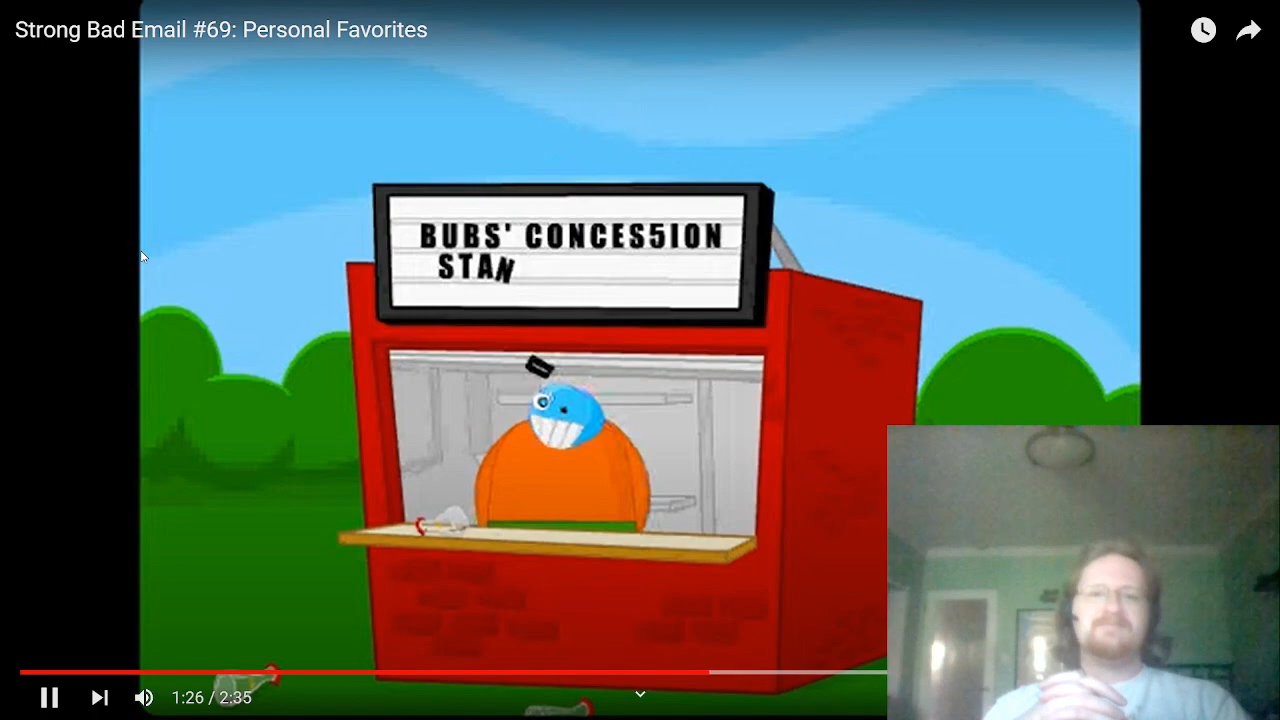 Strong Bad Email #69: Personal Favorites
BUBS' CONCES5ION
STAN
1:26 / 2:35